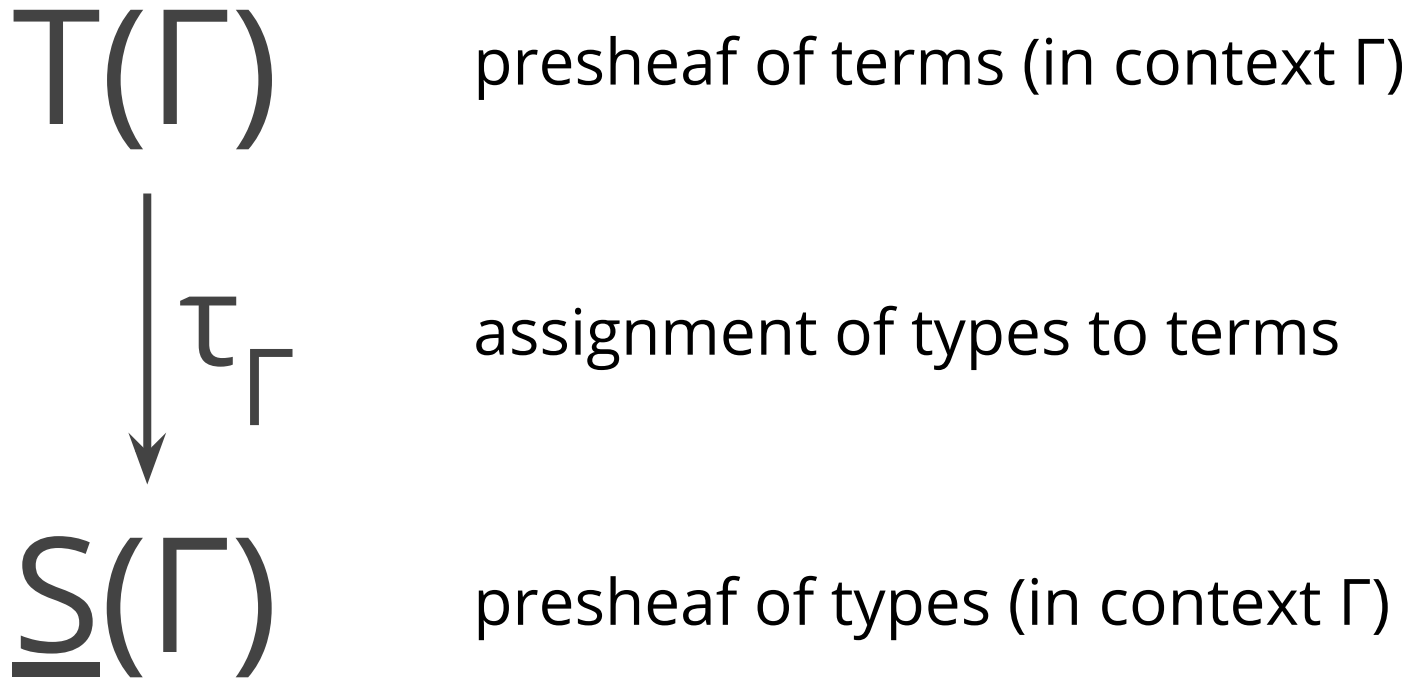 T(Γ) presheaf of terms (in context Γ)
τ_Γ assignment of types to terms
S(Γ) presheaf of types (in context Γ)